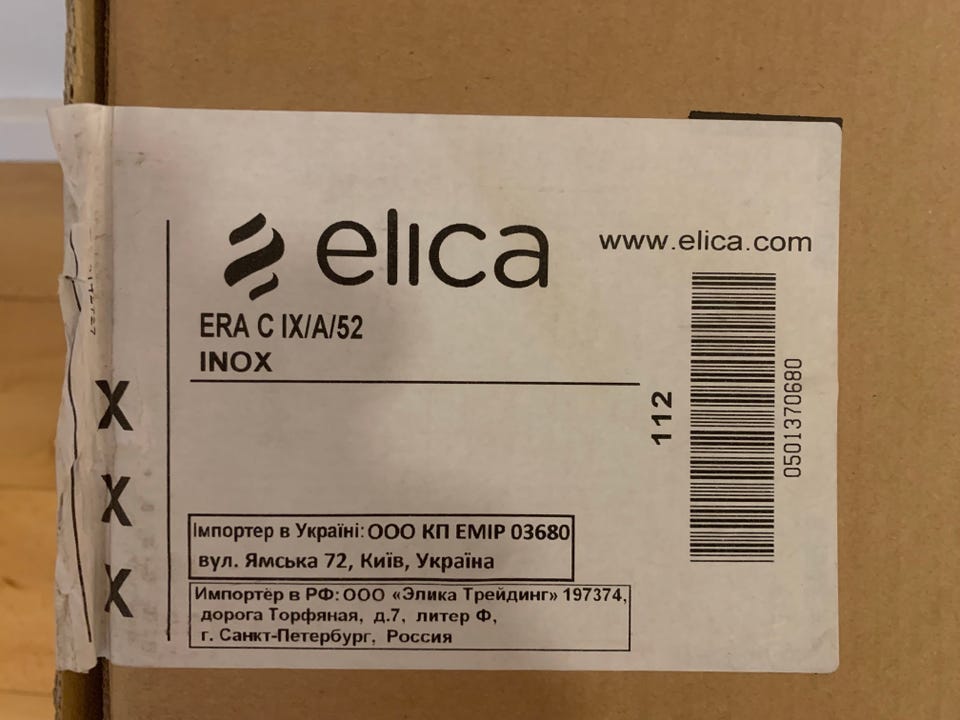 elica
www.elica.com
ERA C IX/A/52
INOX
112
0501370680
X
X
X
Імпортер в Україні: ООО КП ЕМІР 03680
вул. Ямська 72, Київ, Україна
Импортёр в РФ: ООО «Элика Трейдинг» 197374,
дорога Торфяная, д.7, литер Ф,
г. Санкт-Петербург, Россия